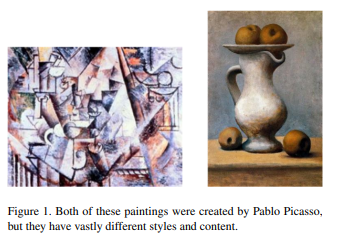 Figure 1. Both of these paintings were created by Pablo Picasso,
but they have vastly different styles and content.